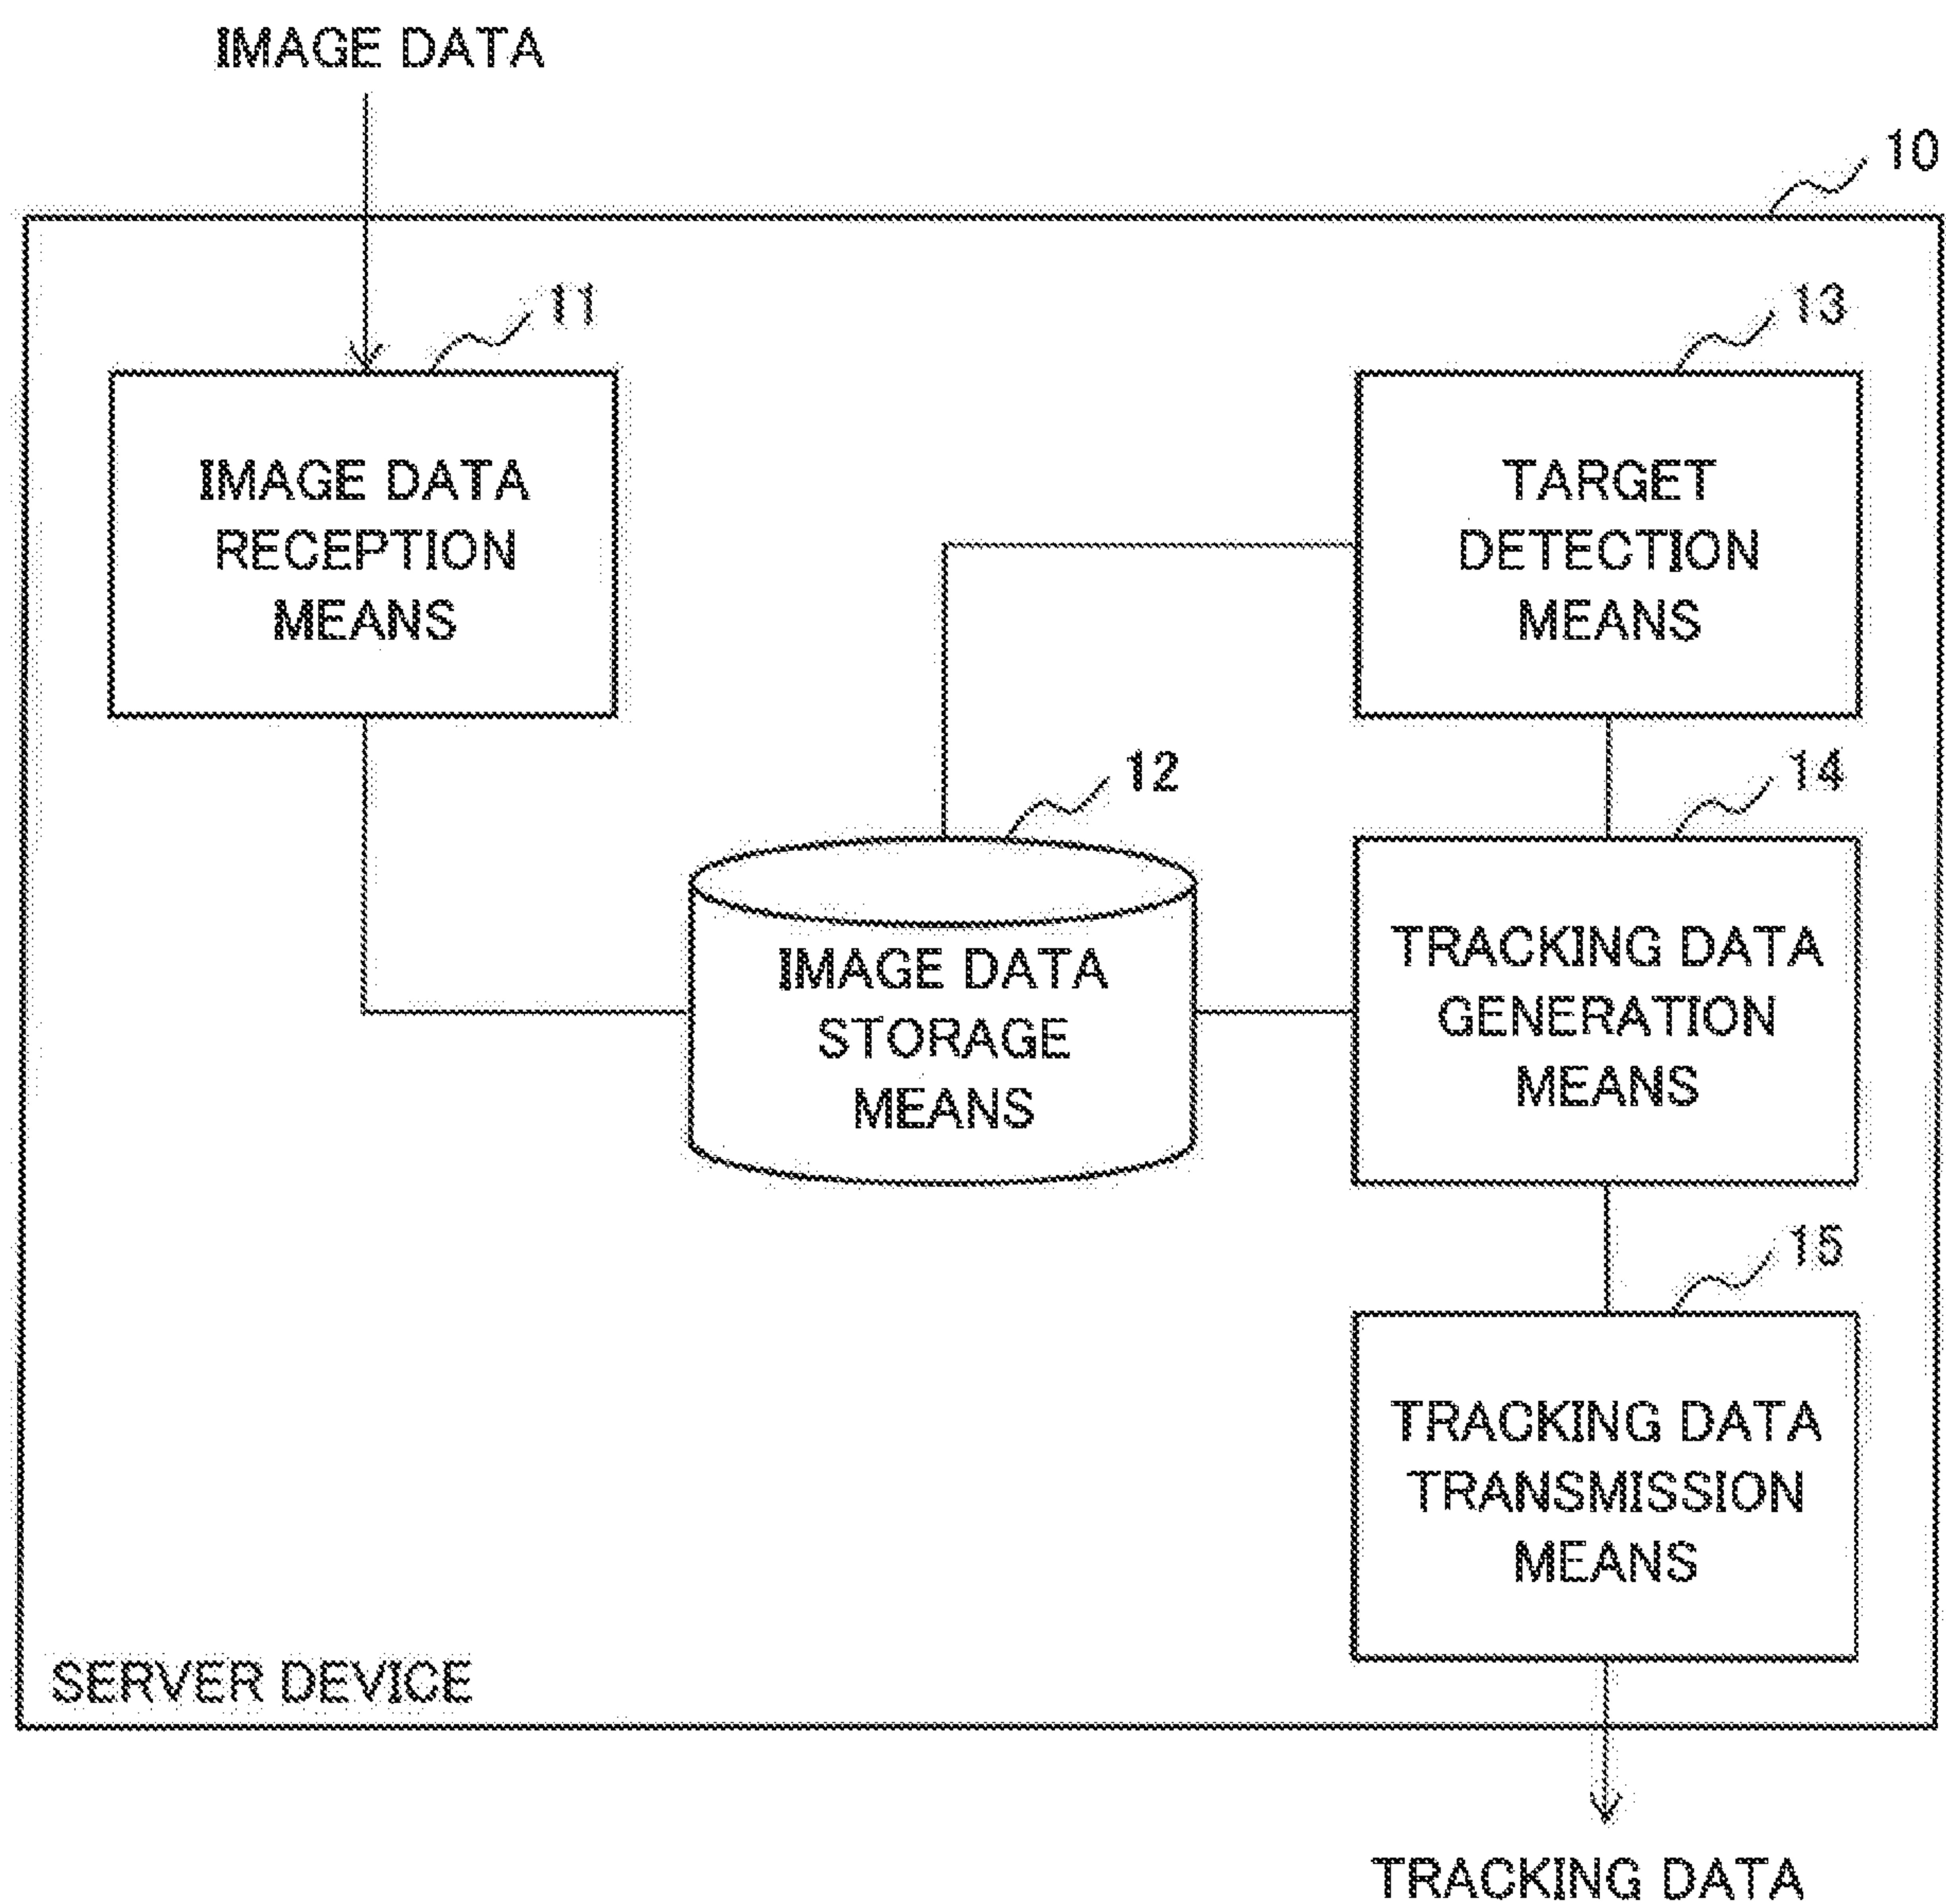 IMAGE DATA
10
11
IMAGE DATA
RECEPTION
MEANS
13
TARGET
DETECTION
MEANS
12
IMAGE DATA
STORAGE
MEANS
14
TRACKING DATA
GENERATION
MEANS
15
TRACKING DATA
TRANSMISSION
MEANS
SERVER DEVICE
TRACKING DATA